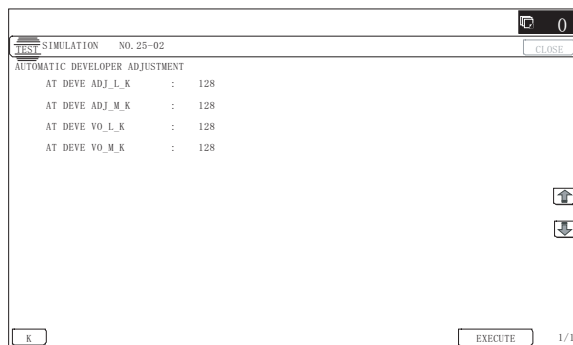 0
TEST SIMULATION NO.25-02 CLOSE
AUTOMATIC DEVELOPER ADJUSTMENT
AT DEVE ADJ_L_K : 128
AT DEVE ADJ_M_K : 128
AT DEVE VO_L_K : 128
AT DEVE VO_M_K : 128
K EXECUTE 1/1